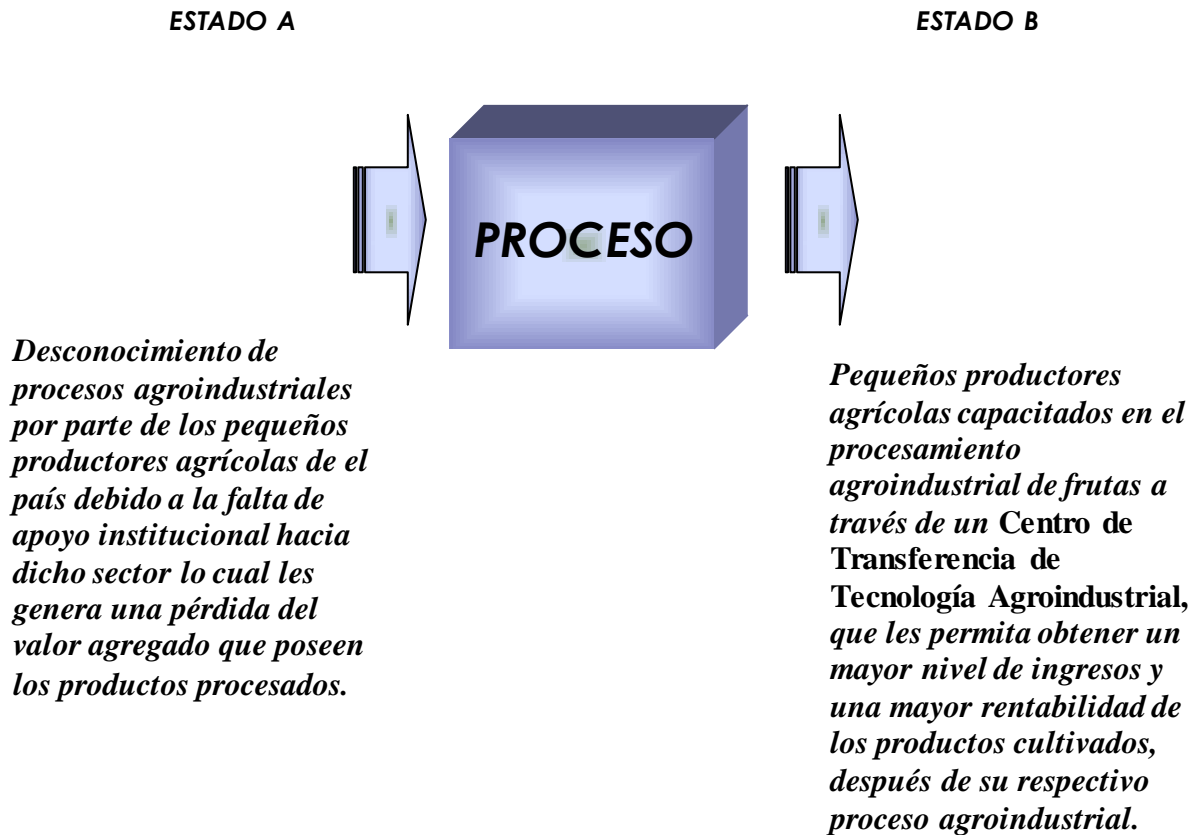 ESTADO A
ESTADO B
PROCESO
Desconocimiento de
procesos agroindustriales
por parte de los pequeños
productores agrícolas de el
país debido a la falta de
apoyo institucional hacia
dicho sector lo cual les
genera una pérdida del
valor agregado que poseen
los productos procesados.
Pequeños productores
agrícolas capacitados en el
procesamiento
agroindustrial de frutas a
través de un Centro de
Transferencia de
Tecnología Agroindustrial,
que les permita obtener un
mayor nivel de ingresos y
una mayor rentabilidad de
los productos cultivados,
después de su respectivo
proceso agroindustrial.